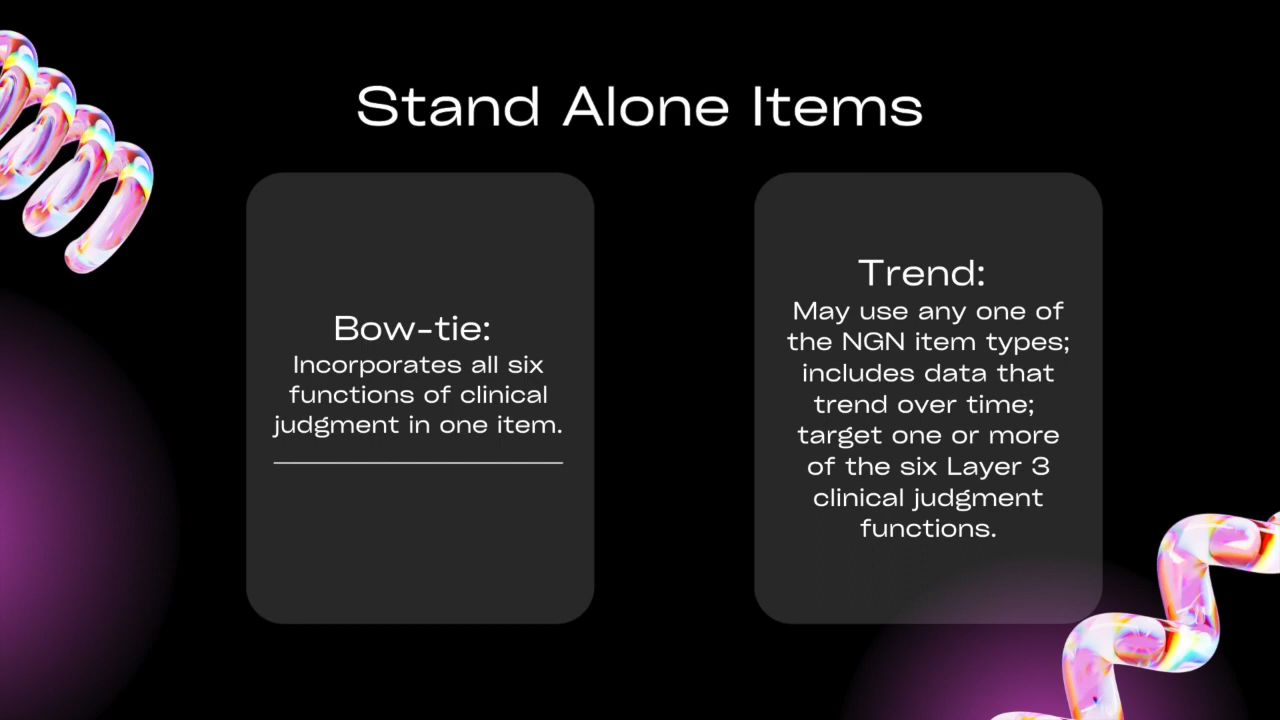 Stand Alone Items
Bow-tie:
Incorporates all six
functions of clinical
judgment in one item.
Trend:
May use any one of
the NGN item types;
includes data that
trend over time;
target one or more
of the six Layer 3
clinical judgment
functions.